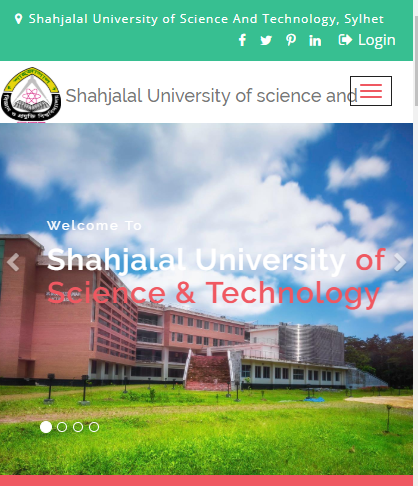 Shahjalal University of Science And Technology, Sylhet
Login
Shahjalal University of science and
Welcome To
Shahjalal University of
Science & Technology